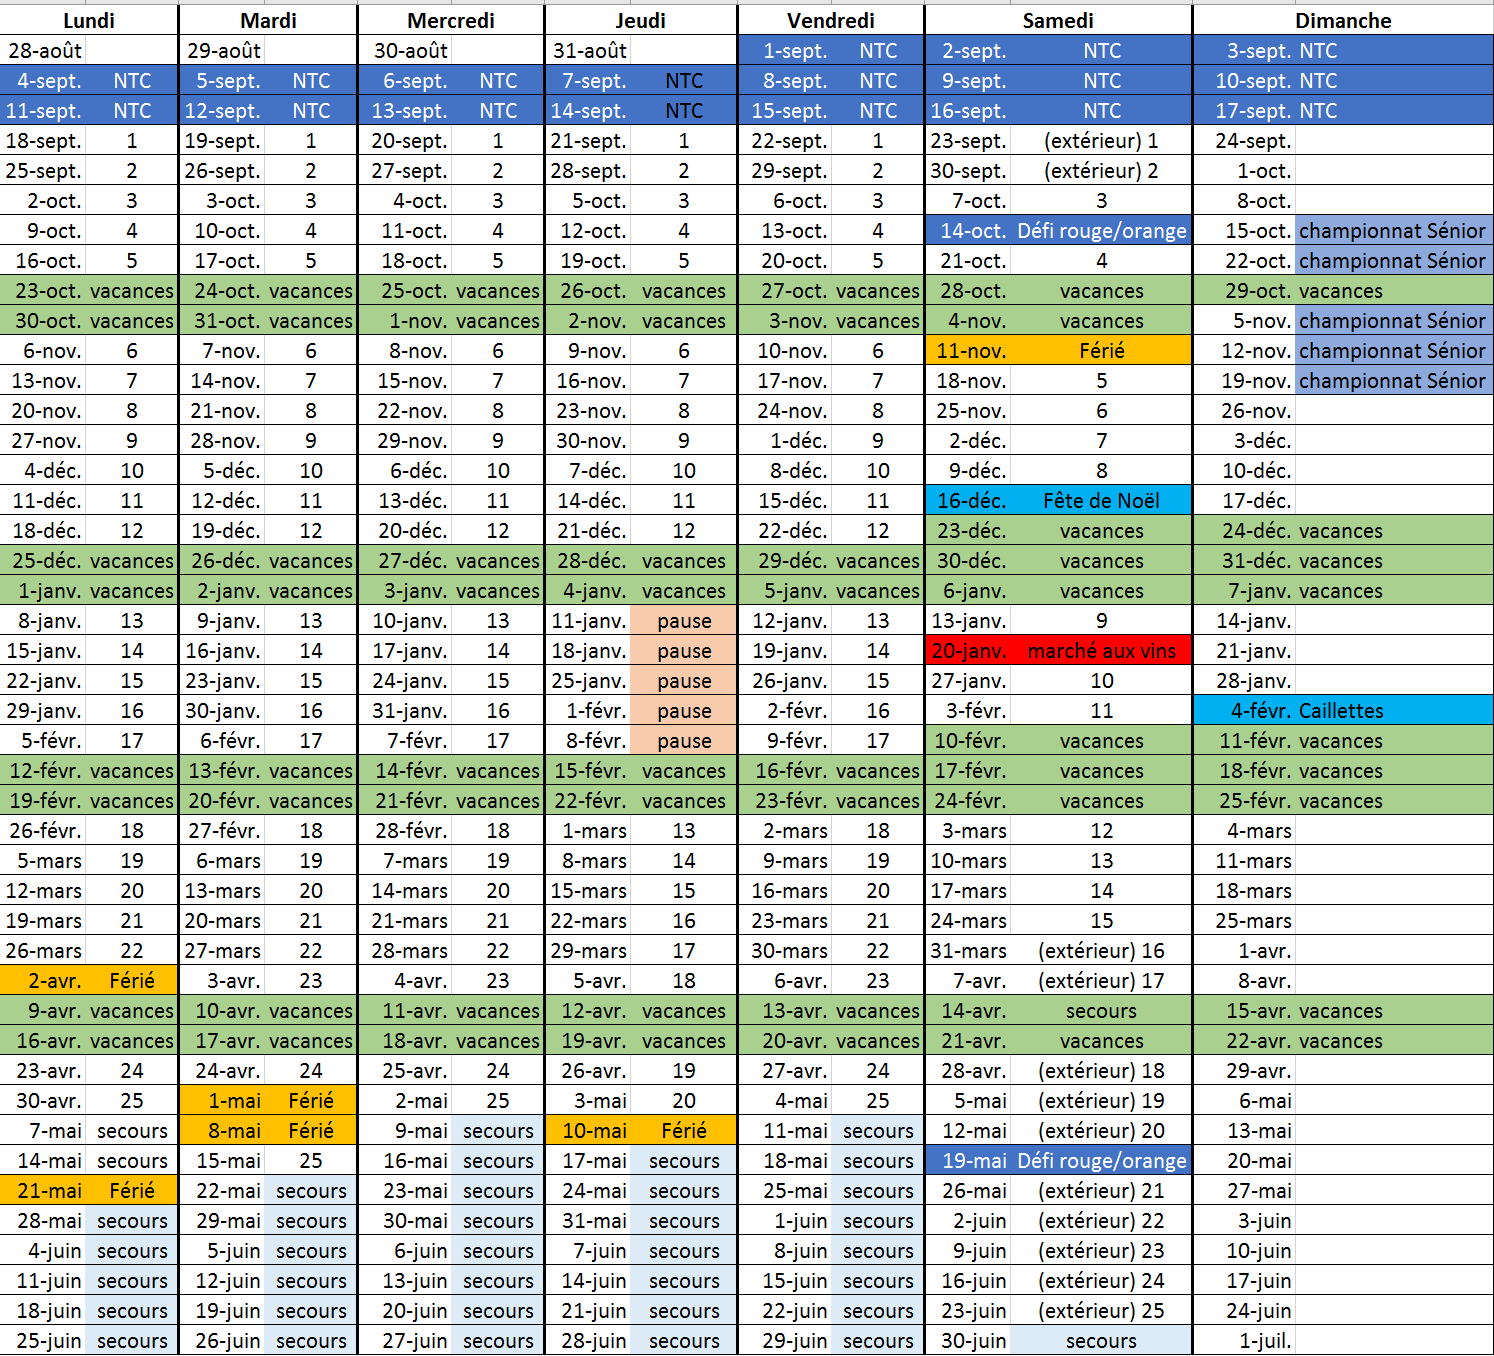 Lundi Mardi Mercredi Jeudi Vendredi Samedi Dimanche
28-août 29-août 30-août 31-août 1-sept. NTC 2-sept. NTC 3-sept. NTC
4-sept. NTC 5-sept. NTC 6-sept. NTC 7-sept. NTC 8-sept. NTC 9-sept. NTC 10-sept. NTC
11-sept. NTC 12-sept. NTC 13-sept. NTC 14-sept. NTC 15-sept. NTC 16-sept. NTC 17-sept. NTC
18-sept. 1 19-sept. 1 20-sept. 1 21-sept. 1 22-sept. 1 23-sept. (extérieur) 1 24-sept.
25-sept. 2 26-sept. 2 27-sept. 2 28-sept. 2 29-sept. 2 30-sept. (extérieur) 2 1-oct.
2-oct. 3 3-oct. 3 4-oct. 3 5-oct. 3 6-oct. 3 7-oct. 3 8-oct.
9-oct. 4 10-oct. 4 11-oct. 4 12-oct. 4 13-oct. 4 14-oct. Défi rouge/orange 15-oct. championnat Sénior
16-oct. 5 17-oct. 5 18-oct. 5 19-oct. 5 20-oct. 5 21-oct. 4 22-oct. championnat Sénior
23-oct. vacances 24-oct. vacances 25-oct. vacances 26-oct. vacances 27-oct. vacances 28-oct. vacances 29-oct. vacances
30-oct. vacances 31-oct. vacances 1-nov. vacances 2-nov. vacances 3-nov. vacances 4-nov. vacances 5-nov. championnat Sénior
6-nov. 6 7-nov. 6 8-nov. 6 9-nov. 6 10-nov. 6 11-nov. Férié 12-nov. championnat Sénior
13-nov. 7 14-nov. 7 15-nov. 7 16-nov. 7 17-nov. 7 18-nov. 5 19-nov. championnat Sénior
20-nov. 8 21-nov. 8 22-nov. 8 23-nov. 8 24-nov. 8 25-nov. 6 26-nov.
27-nov. 9 28-nov. 9 29-nov. 9 30-nov. 9 1-déc. 9 2-déc. 7 3-déc.
4-déc. 10 5-déc. 10 6-déc. 10 7-déc. 10 8-déc. 10 9-déc. 8 10-déc.
11-déc. 11 12-déc. 11 13-déc. 11 14-déc. 11 15-déc. 11 16-déc. Fête de Noël 17-déc.
18-déc. 12 19-déc. 12 20-déc. 12 21-déc. 12 22-déc. 12 23-déc. vacances 24-déc. vacances
25-déc. vacances 26-déc. vacances 27-déc. vacances 28-déc. vacances 29-déc. vacances 30-déc. vacances 31-déc. vacances
1-janv. vacances 2-janv. vacances 3-janv. vacances 4-janv. vacances 5-janv. vacances 6-janv. vacances 7-janv. vacances
8-janv. 13 9-janv. 13 10-janv. 13 11-janv. pause 12-janv. 13 13-janv. 9 14-janv.
15-janv. 14 16-janv. 14 17-janv. 14 18-janv. pause 19-janv. 14 20-janv. marché aux vins 21-janv.
22-janv. 15 23-janv. 15 24-janv. 15 25-janv. pause 26-janv. 15 27-janv. 10 28-janv.
29-janv. 16 30-janv. 16 31-janv. 16 1-févr. pause 2-févr. 16 3-févr. 11 4-févr. Caillettes
5-févr. 17 6-févr. 17 7-févr. 17 8-févr. pause 9-févr. 17 10-févr. vacances 11-févr. vacances
12-févr. vacances 13-févr. vacances 14-févr. vacances 15-févr. vacances 16-févr. vacances 17-févr. vacances 18-févr. vacances
19-févr. vacances 20-févr. vacances 21-févr. vacances 22-févr. vacances 23-févr. vacances 24-févr. vacances 25-févr. vacances
26-févr. 18 27-févr. 18 28-févr. 18 1-mars 13 2-mars 18 3-mars 12 4-mars
5-mars 19 6-mars 19 7-mars 19 8-mars 14 9-mars 19 10-mars 13 11-mars
12-mars 20 13-mars 20 14-mars 20 15-mars 15 16-mars 20 17-mars 14 18-mars
19-mars 21 20-mars 21 21-mars 21 22-mars 16 23-mars 21 24-mars 15 25-mars
26-mars 22 27-mars 22 28-mars 22 29-mars 17 30-mars 22 31-mars (extérieur) 16 1-avr.
2-avr. Férié 3-avr. 23 4-avr. 23 5-avr. 18 6-avr. 23 7-avr. (extérieur) 17 8-avr.
9-avr. vacances 10-avr. vacances 11-avr. vacances 12-avr. vacances 13-avr. vacances 14-avr. secours 15-avr. vacances
16-avr. vacances 17-avr. vacances 18-avr. vacances 19-avr. vacances 20-avr. vacances 21-avr. vacances 22-avr. vacances
23-avr. 24 24-avr. 24 25-avr. 24 26-avr. 19 27-avr. 24 28-avr. (extérieur) 18 29-avr.
30-avr. 25 1-mai Férié 2-mai 25 3-mai 20 4-mai 25 5-mai (extérieur) 19 6-mai
7-mai secours 8-mai Férié 9-mai secours 10-mai Férié 11-mai secours 12-mai (extérieur) 20 13-mai
14-mai secours 15-mai 25 16-mai secours 17-mai secours 18-mai secours 19-mai Défi rouge/orange 20-mai
21-mai Férié 22-mai secours 23-mai secours 24-mai secours 25-mai secours 26-mai (extérieur) 21 27-mai
28-mai secours 29-mai secours 30-mai secours 31-mai secours 1-juin secours 2-juin (extérieur) 22 3-juin
4-juin secours 5-juin secours 6-juin secours 7-juin secours 8-juin secours 9-juin (extérieur) 23 10-juin
11-juin secours 12-juin secours 13-juin secours 14-juin secours 15-juin secours 16-juin (extérieur) 24 17-juin
18-juin secours 19-juin secours 20-juin secours 21-juin secours 22-juin secours 23-juin (extérieur) 25 24-juin
25-juin secours 26-juin secours 27-juin secours 28-juin secours 29-juin secours 30-juin secours 1-juil.